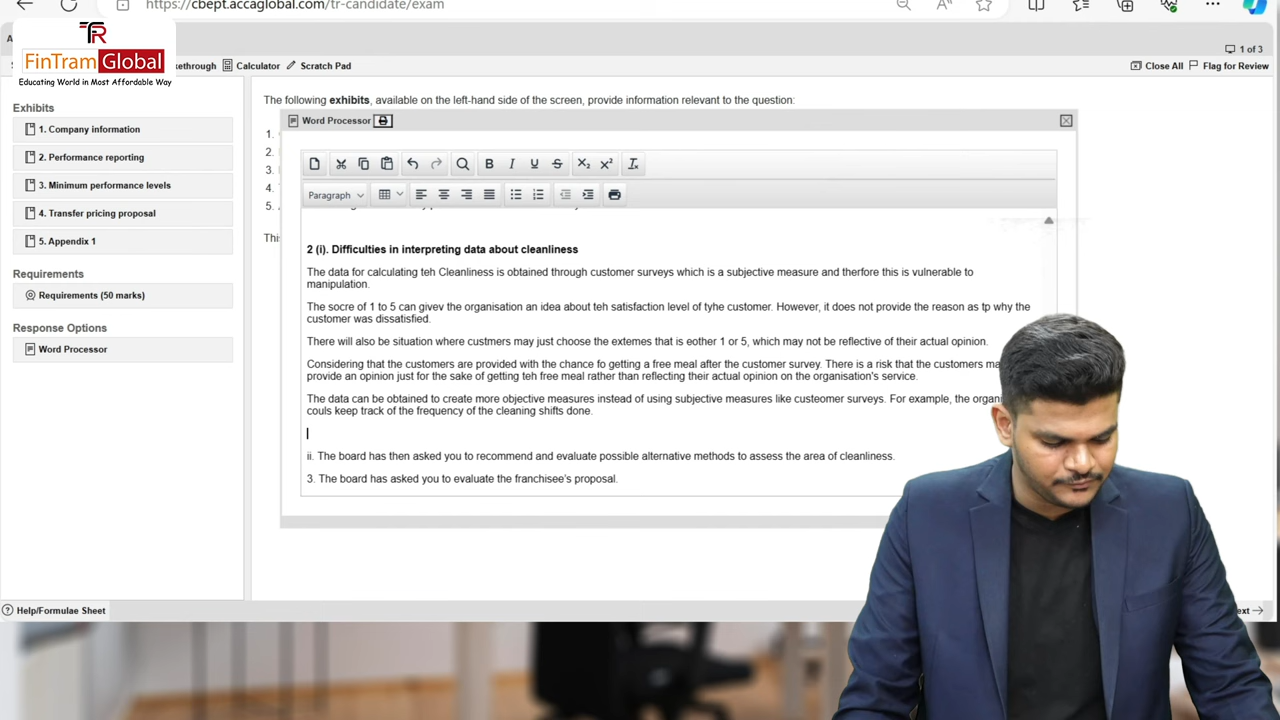 https://cbept.accaglobal.com/tr-candidate/exam
FR
FinTram Global
Educating World in Most Affordable Way
1 of 3
kethrough Calculator Scratch Pad
Close All Flag for Review
Exhibits
1. Company information
2. Performance reporting
3. Minimum performance levels
4. Transfer pricing proposal
5. Appendix 1
Requirements
Requirements (50 marks)
Response Options
Word Processor
The following exhibits, available on the left-hand side of the screen, provide information relevant to the question:
1.
2.
3.
4.
5.
Word Processor
Paragraph
2 (i). Difficulties in interpreting data about cleanliness
The data for calculating teh Cleanliness is obtained through customer surveys which is a subjective measure and therfore this is vulnerable to
manipulation.
The socre of 1 to 5 can givev the organisation an idea about teh satisfaction level of tyhe customer. However, it does not provide the reason as tp why the
customer was dissatisfied.
There will also be situation where custmers may just choose the extemes that is eother 1 or 5, which may not be reflective of their actual opinion.
Considering that the customers are provided with the chance fo getting a free meal after the customer survey. There is a risk that the customers
provide an opinion just for the sake of getting teh free meal rather than reflecting their actual opinion on the organisation's service.
The data can be obtained to create more objective measures instead of using subjective measures like custeomer surveys. For example, the
couls keep track of the frequency of the cleaning shifts done.
ii. The board has then asked you to recommend and evaluate possible alternative methods to assess the area of cleanliness.
3. The board has asked you to evaluate the franchisee's proposal.
Help/Formulae Sheet